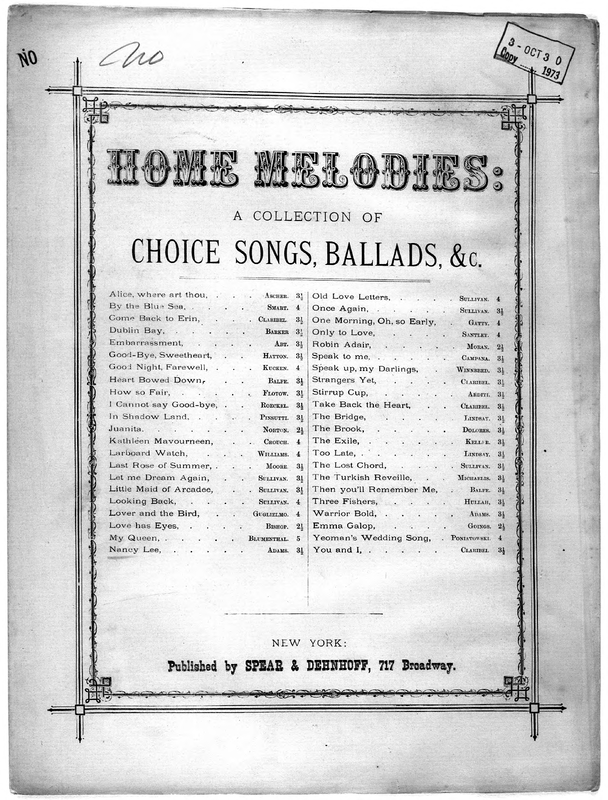 NO
No
3-OCT30
Copy 1973
HOME MELODIES:
A COLLECTION OF
CHOICE SONGS, BALLADS, &C.
Alice, where art thou, . . . . ASCHER. 3½
By the Blue Sea, . . . . SMART. 4
Come Back to Erin, . . . . CLARIBEL. 3½
Dublin Bay, . . . . BARKER 3½
Embarrassment, . . . . ABT. 3½
Good-Bye, Sweetheart, . . . . HATTON. 3½
Good Night, Farewell, . . . . KUCKEN. 4
Heart Bowed Down, . . . . BALFE. 3½
How so Fair, . . . . FLOTOW. 3½
I Cannot say Good-bye, . . . . ROECKEL. 3½
In Shadow Land, . . . . PINSUTTI. 3½
Juanita, . . . . NORTON. 2½
Kathleen Mavourneen, . . . . CROUCH. 4
Larboard Watch, . . . . WILLIAMS. 4
Last Rose of Summer, . . . . MOORE. 3½
Let me Dream Again, . . . . SULLIVAN. 3½
Little Maid of Arcadee, . . . . SULLIVAN. 3½
Looking Back, . . . . SULLIVAN. 4
Lover and the Bird, . . . . GUGLIELMO. 4
Love has Eyes, . . . . BISHOP. 2½
My Queen, . . . . BLUMENTHAL. 5
Nancy Lee, . . . . ADAMS. 3½
Old Love Letters, . . . . SULLIVAN. 4
Once Again, . . . . SULLIVAN. 3½
One Morning, Oh, so Early, . . GATTY. 4
Only to Love, . . . . SANTLEY. 4
Robin Adair, . . . . MORAN. 2½
Speak to me, . . . . CAMPANA. 3½
Speak up, my Darlings, . . . . WINNBERD. 3½
Strangers Yet, . . . . CLARIBEL. 3½
Stirrup Cup, . . . . ARDITI. 3½
Take Back the Heart, . . . . CLARIBEL. 3½
The Bridge, . . . . LINDSAY. 3½
The Brook, . . . . DOLORES. 3½
The Exile, . . . . KELLER. 3½
Too Late, . . . . LINDSAY. 3½
The Lost Chord, . . . . SULLIVAN. 3½
The Turkish Reveille, . . . . MICHAELIS. 3½
Then you'll Remember Me, . . . . BALFE. 3½
Three Fishers, . . . . HULLAH. 3½
Warrior Bold, . . . . ADAMS. 3½
Emma Galop, . . . . GOINGS. 2½
Yeoman's Wedding Song, . . PONIATOWSKI. 4
You and I, . . . . CLARIBEL 3½
NEW YORK:
Published by SPEAR & DEHNHOFF, 717 Broadway.